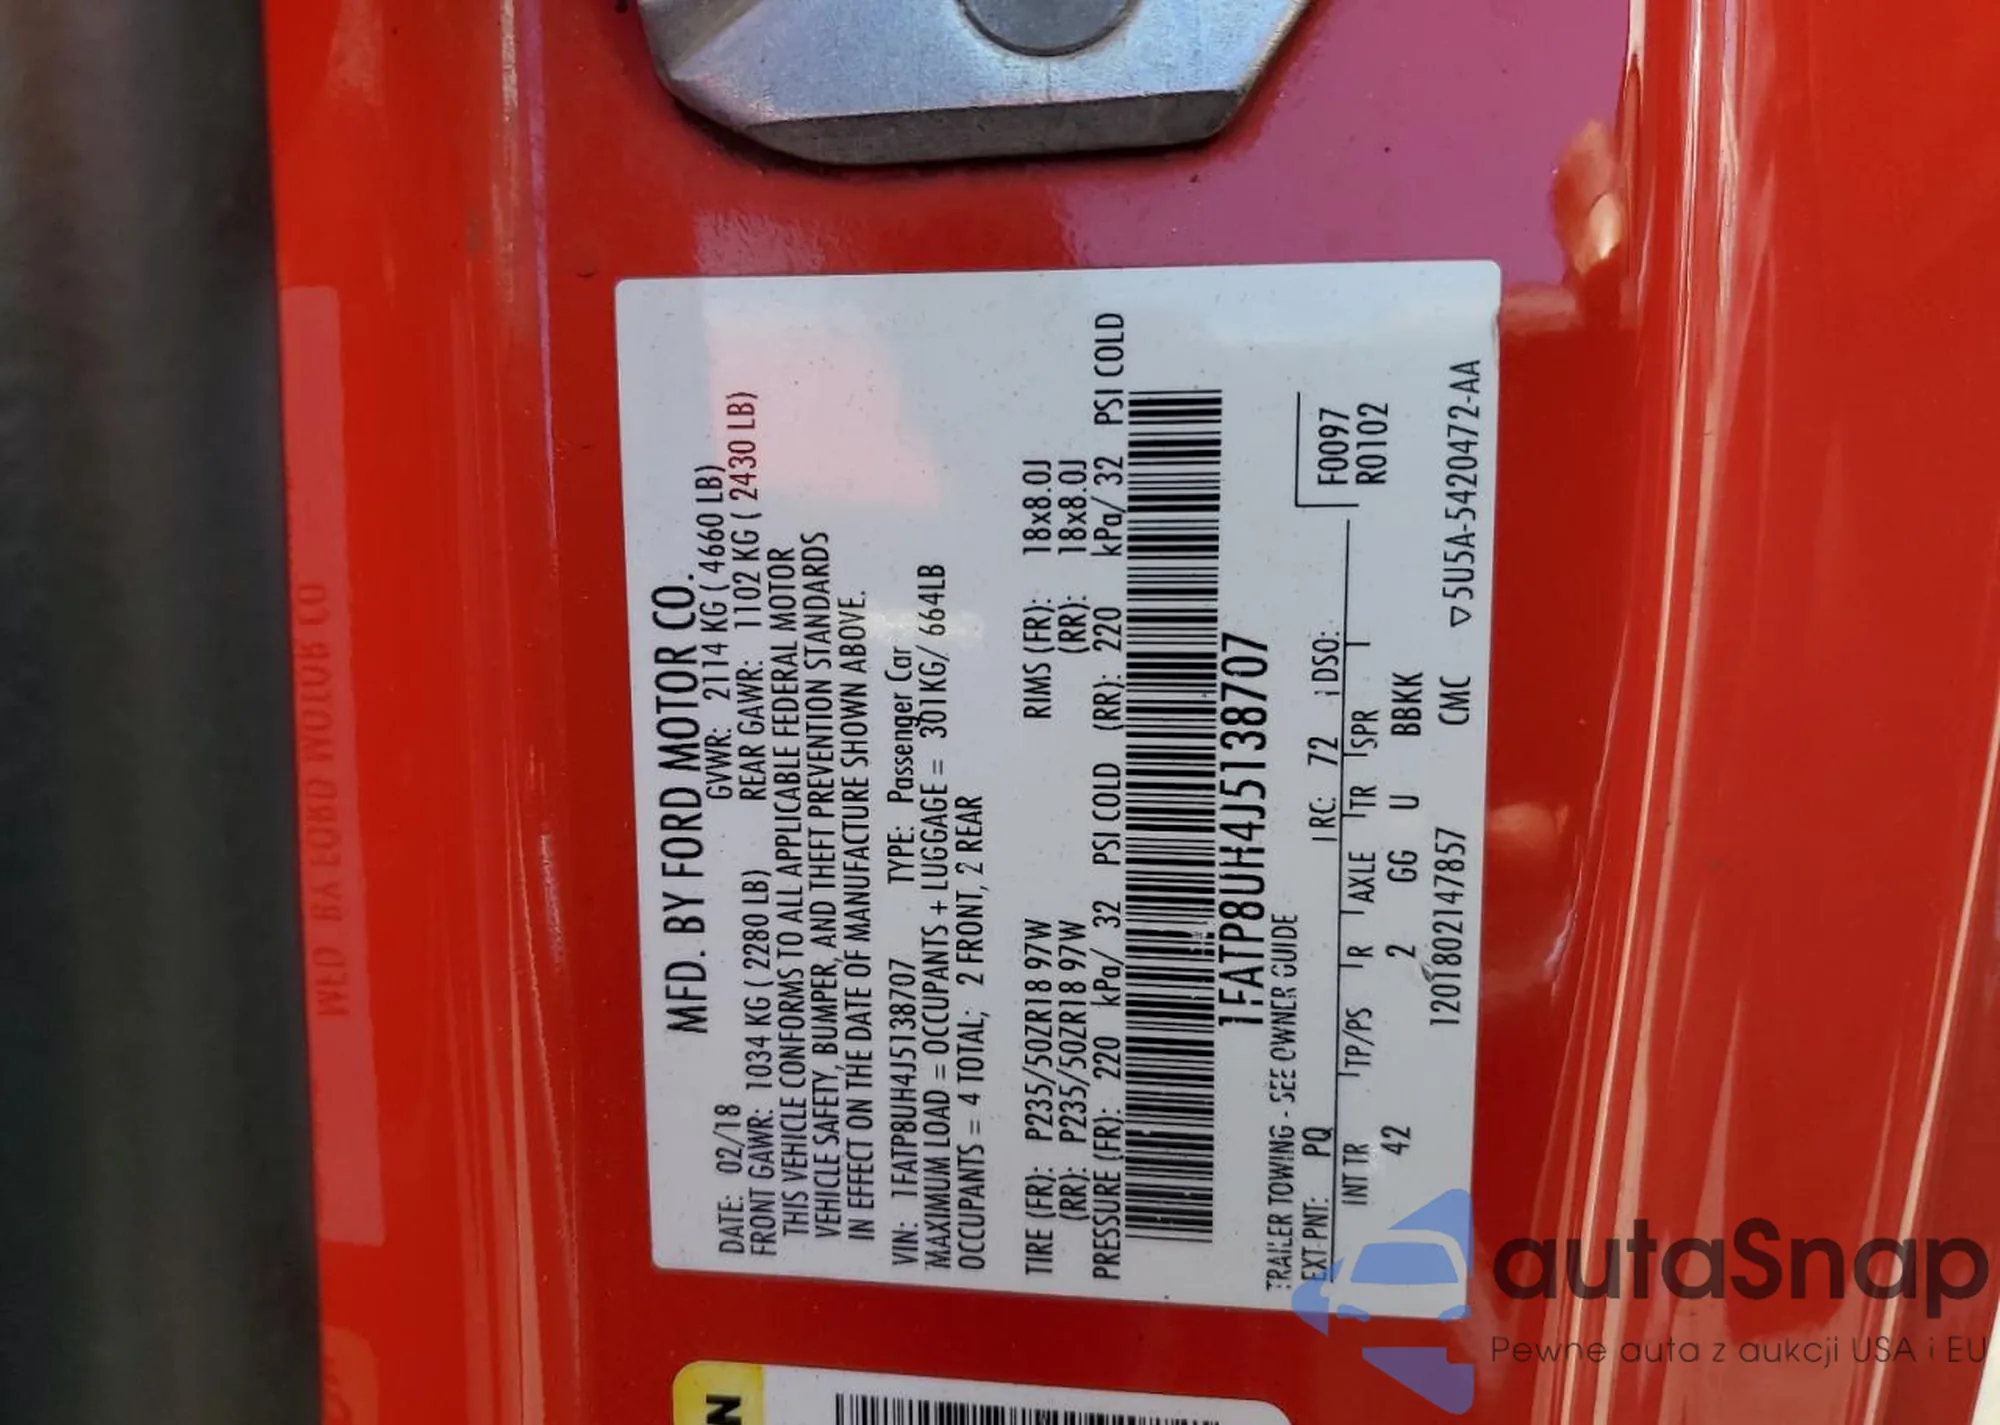 MFD. BY FORD MOTOR CO.
DATE: 02/18 GVWR: 2114 KG ( 4660 LB)
FRONT GAWR: 1034 KG ( 2280 LB) REAR GAWR: 1102 KG ( 2430 LB)
THIS VEHICLE CONFORMS TO ALL APPLICABLE FEDERAL MOTOR
VEHICLE SAFETY, BUMPER, AND THEFT PREVENTION STANDARDS
IN EFFECT ON THE DATE OF MANUFACTURE SHOWN ABOVE.
VIN: 1FATP8UH4J5138707 TYPE: Passenger Car
MAXIMUM LOAD = OCCUPANTS + LUGGAGE = 301KG/ 664LB
OCCUPANTS = 4 TOTAL; 2 FRONT, 2 REAR
TIRE (FR): P235/50ZR18 97W RIMS (FR): 18x8.0J
(RR): P235/50ZR18 97W (RR): 18x8.0J
PRESSURE (FR): 220 kPa/ 32 PSI COLD (RR): 220 kPa/ 32 PSI COLD
1FATP8UH4J5138707
TRAILER TOWING - SEE OWNER GUIDE
EXT PNT: PQ RC: 72 DSO:
F0097
R0102
INT TR TP/PS R AXLE TR SPR
42 2 GG U BBKK
1201802147857 CMC ▽5U5A-5420472-AA
autaSnap
Pewne auta z aukcji USA i EU